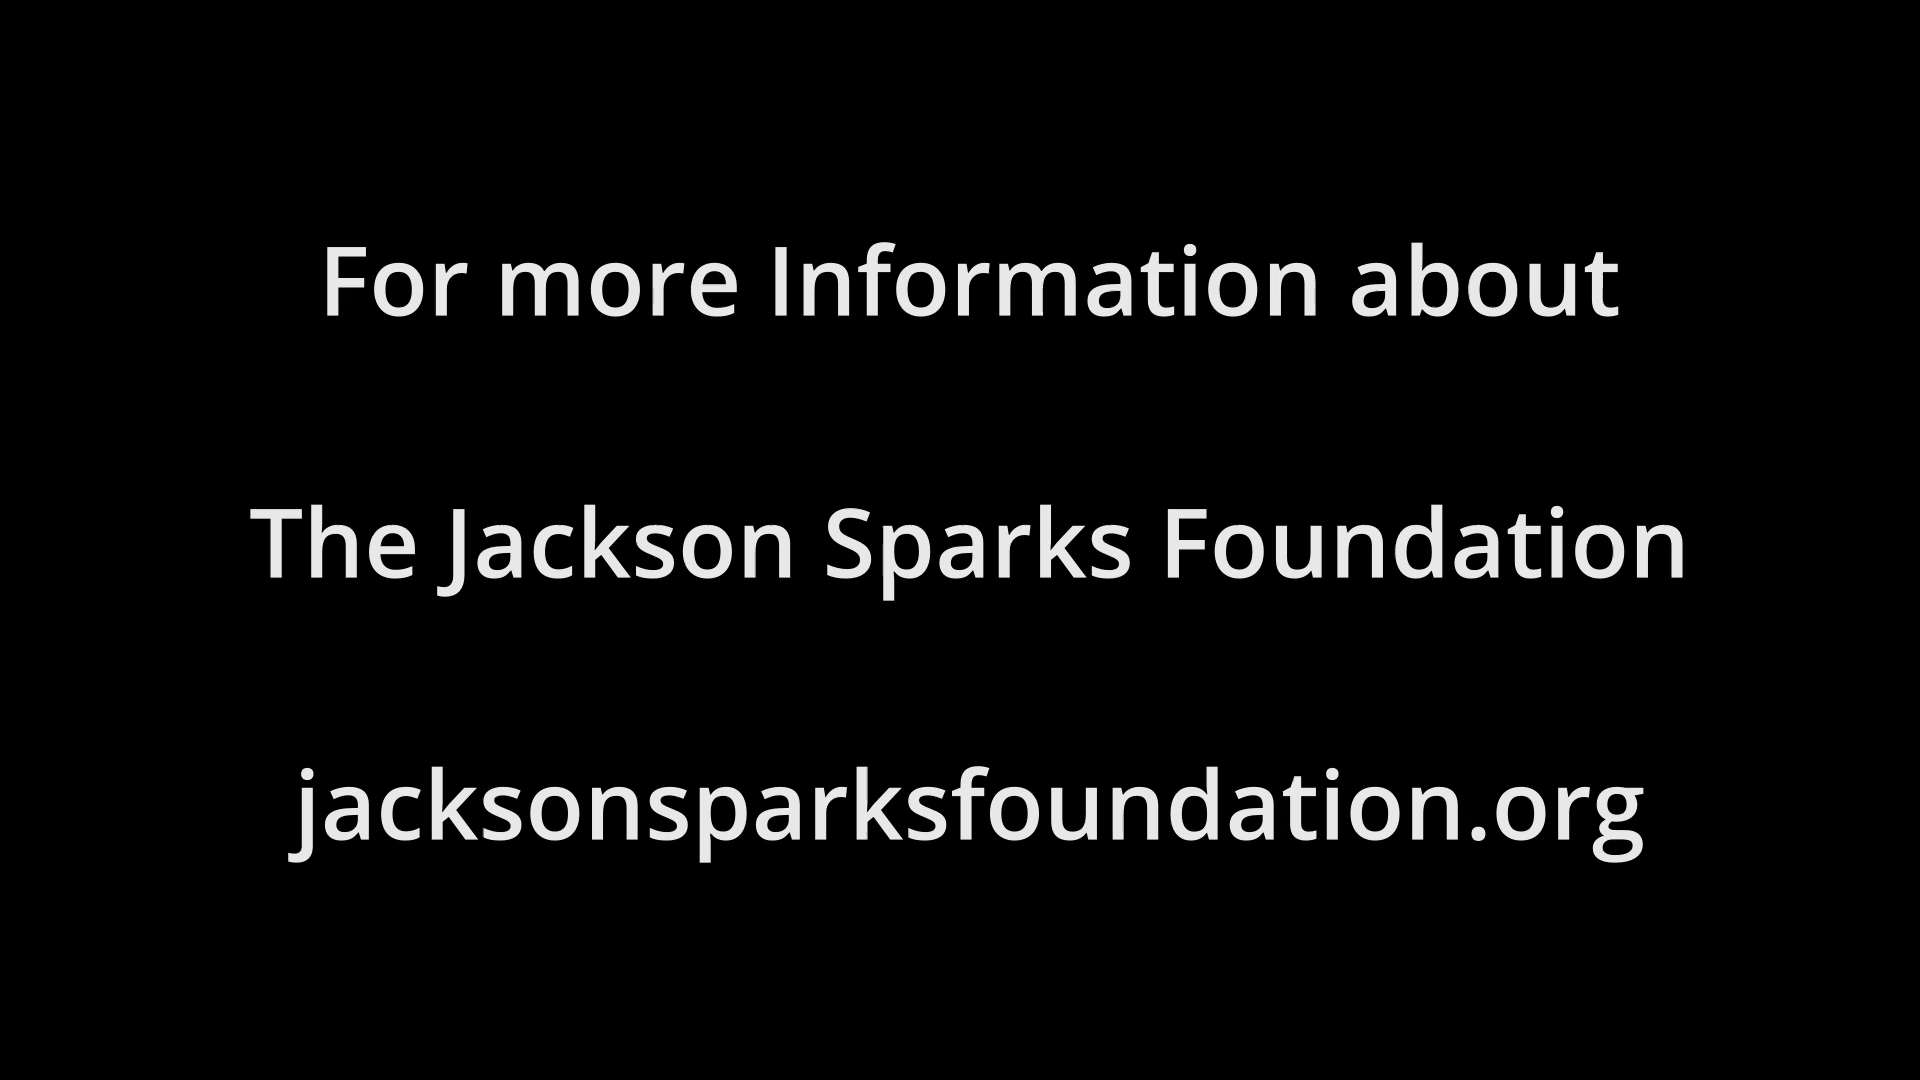 For more Information about
The Jackson Sparks Foundation
jacksonsparksfoundation.org